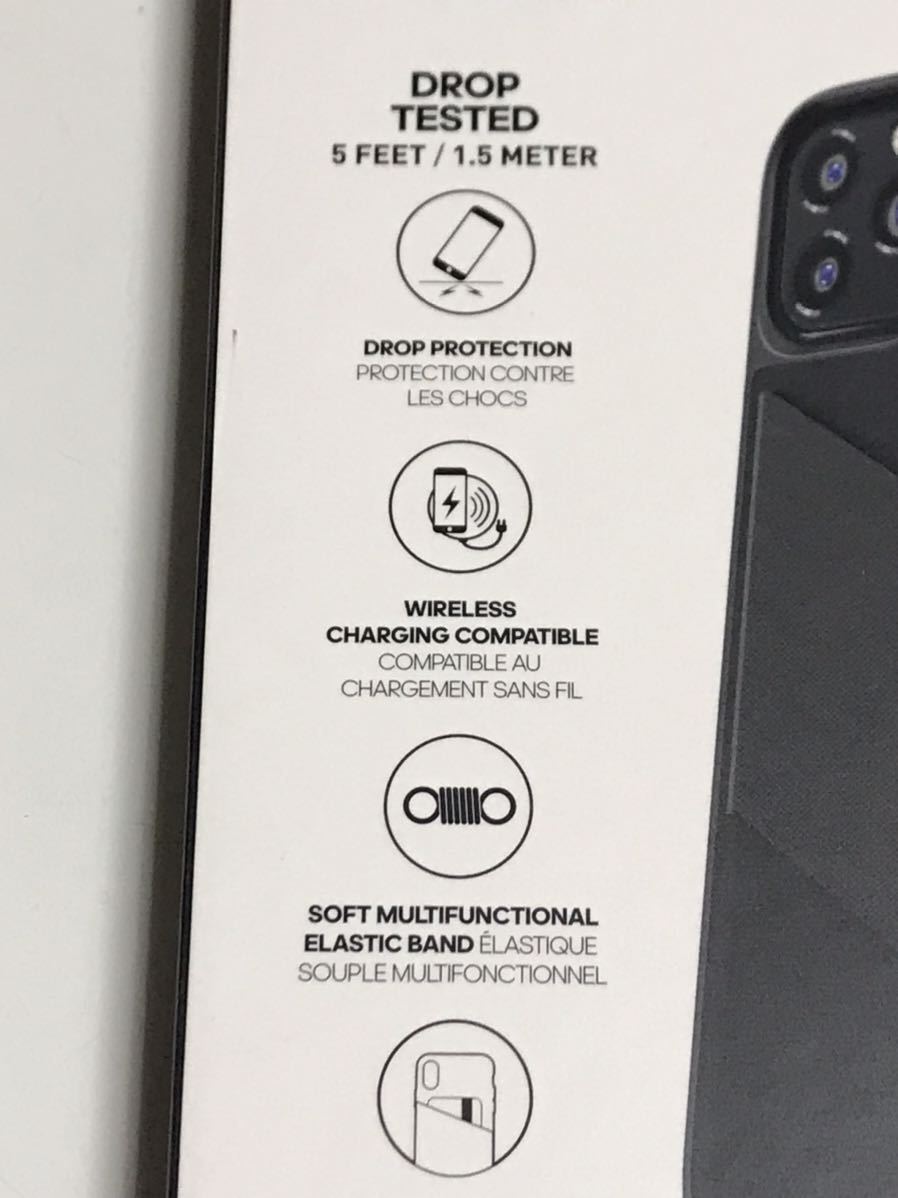 DROP
TESTED
5 FEET / 1.5 METER
DROP PROTECTION
PROTECTION CONTRE
LES CHOCS
WIRELESS
CHARGING COMPATIBLE
COMPATIBLE AU
CHARGEMENT SANS FIL
SOFT MULTIFUNCTIONAL
ELASTIC BAND ÉLASTIQUE
SOUPLE MULTIFONCTIONNEL